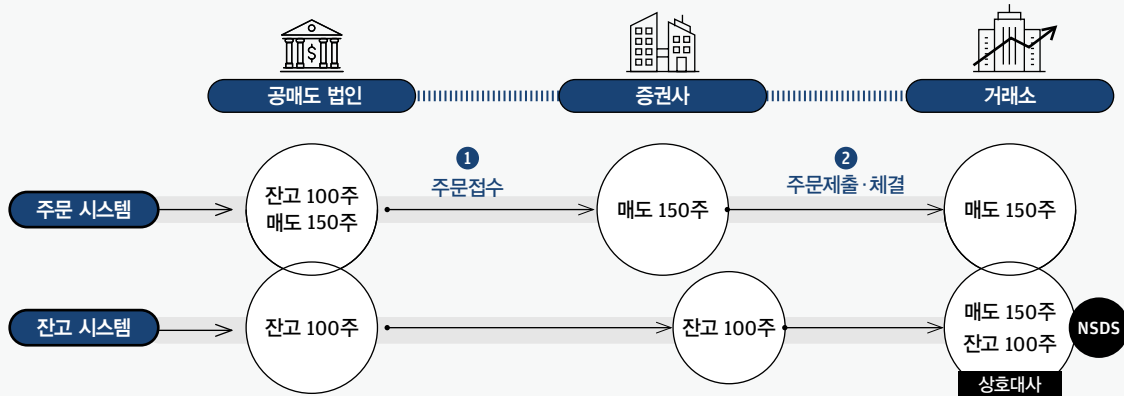 공매도 법인
증권사
거래소
1
주문접수
2
주문제출·체결
주문 시스템
잔고 100주
매도 150주
매도 150주
매도 150주
잔고 시스템
잔고 100주
잔고 100주
매도 150주
잔고 100주
NSDS
상호대사